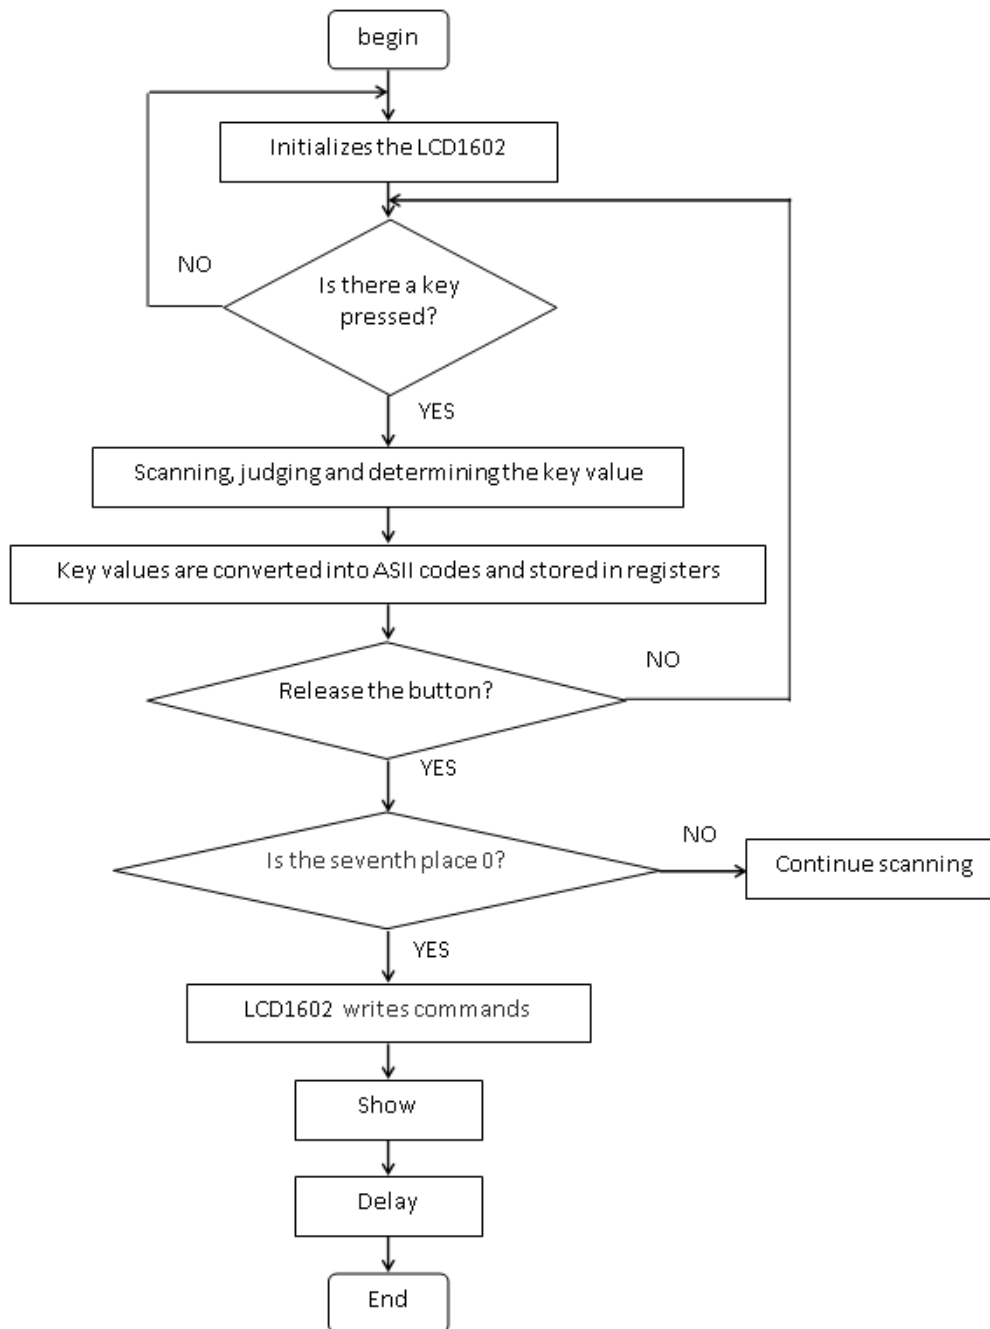 begin
Initializes the LCD1602
NO
Is there a key
pressed?
YES
Scanning, judging and determining the key value
Key values are converted into ASII codes and stored in registers
NO
Release the button?
YES
NO
Is the seventh place 0?
Continue scanning
YES
LCD1602 writes commands
Show
Delay
End